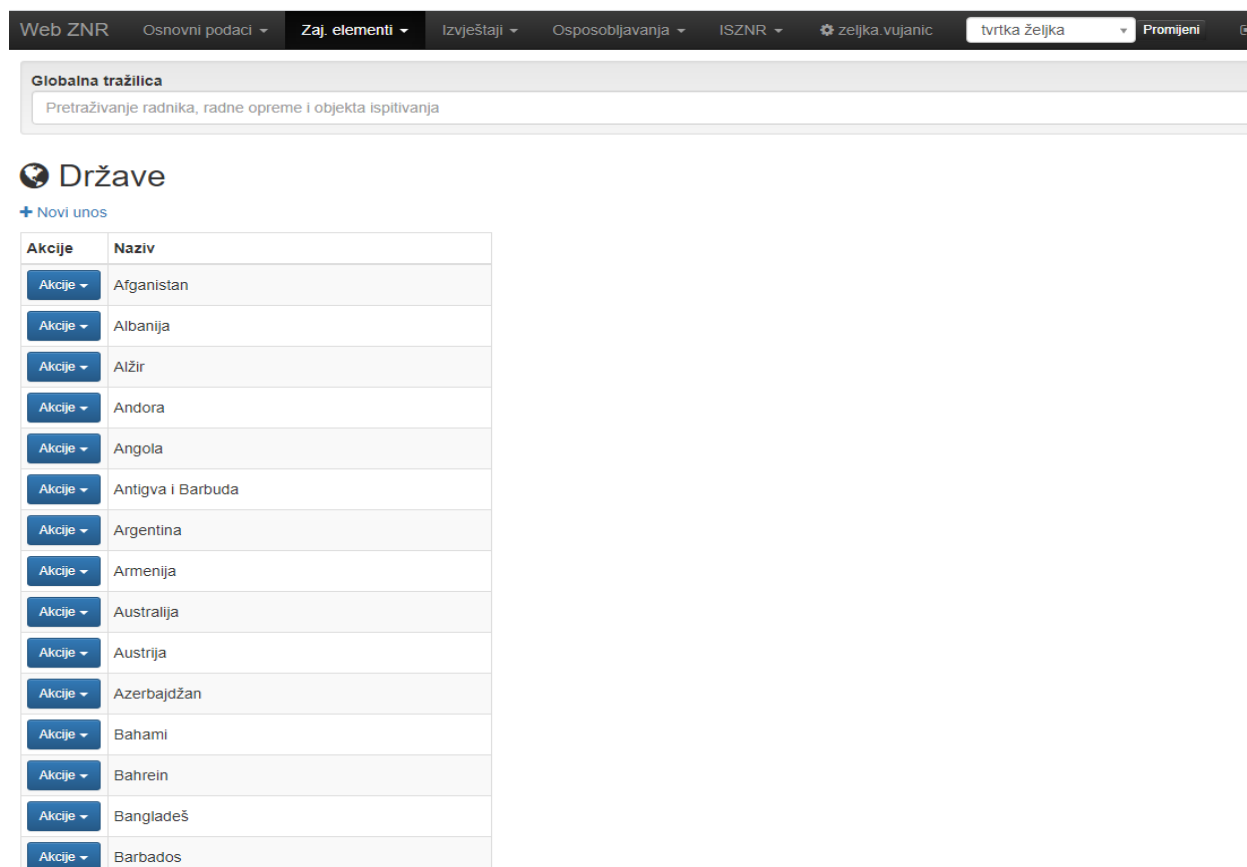 Web ZNR Osnovni podaci Zaj. elementi Izvještaji Osposobljavanja ISZNR zeljka.vujanic tvrtka željka Promijeni
Globalna tražilica
Pretraživanje radnika, radne opreme i objekta ispitivanja
Države
+ Novi unos
Akcije Naziv
Akcije Afganistan
Akcije Albanija
Akcije Alžir
Akcije Andora
Akcije Angola
Akcije Antigva i Barbuda
Akcije Argentina
Akcije Armenija
Akcije Australija
Akcije Austrija
Akcije Azerbajdžan
Akcije Bahami
Akcije Bahrein
Akcije Bangladeš
Akcije Barbados